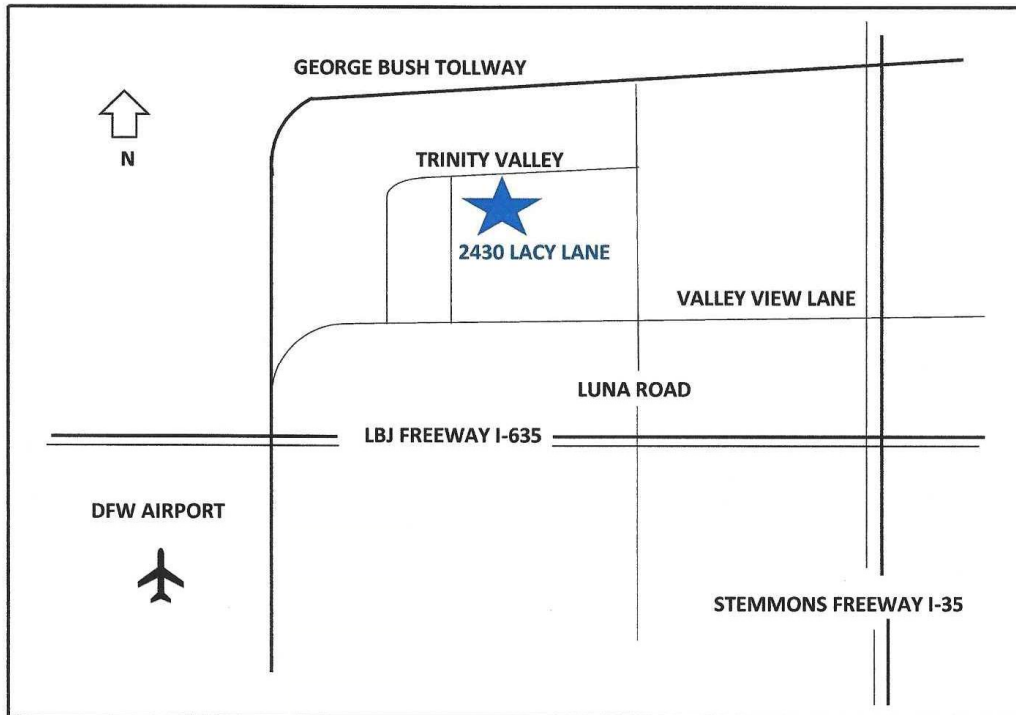 GEORGE BUSH TOLLWAY
N
TRINITY VALLEY
2430 LACY LANE
VALLEY VIEW LANE
LUNA ROAD
LBJ FREEWAY I-635
DFW AIRPORT
STEMMONS FREEWAY I-35